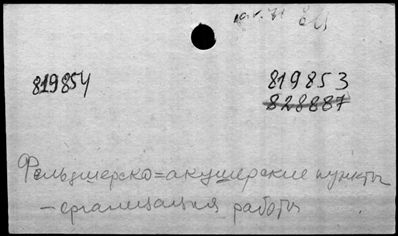 819854 819853
828887
Фельдшерско=акушерские пункты
– организация работы